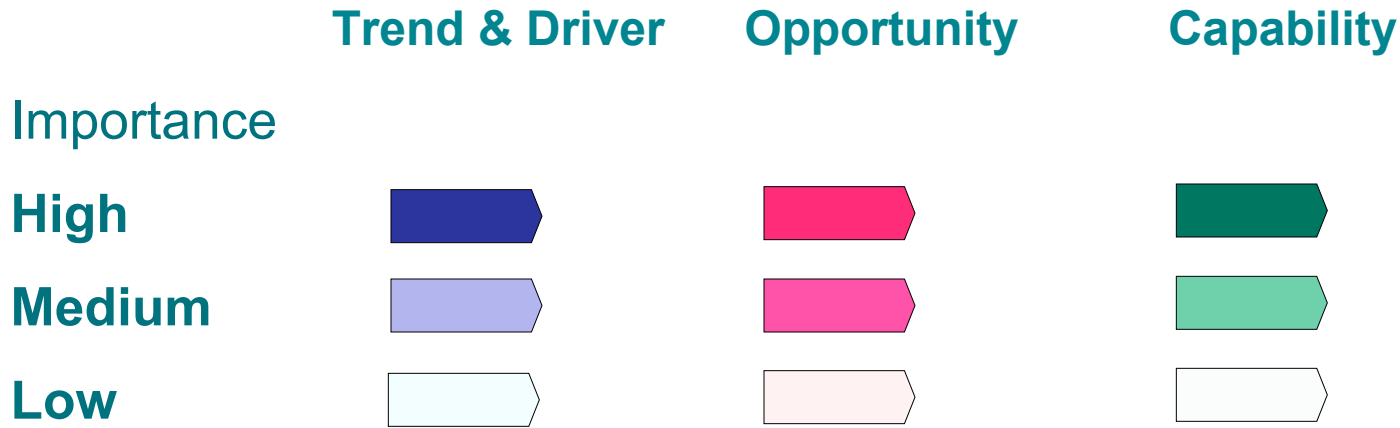 Trend & Driver Opportunity Capability
Importance
High
Medium
Low